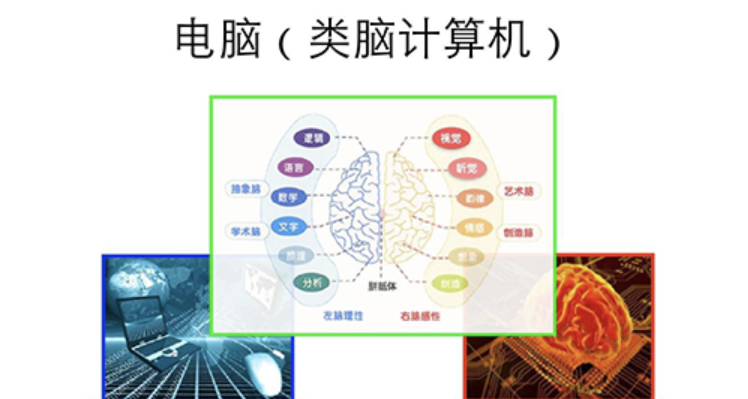 电脑（类脑计算机）
逻辑
语言
数学
文字
推理
分析
抽象脑
学术脑
视觉
听觉
韵律
情感
想象
创造
艺术脑
创造脑
胼胝体
左脑理性
右脑感性